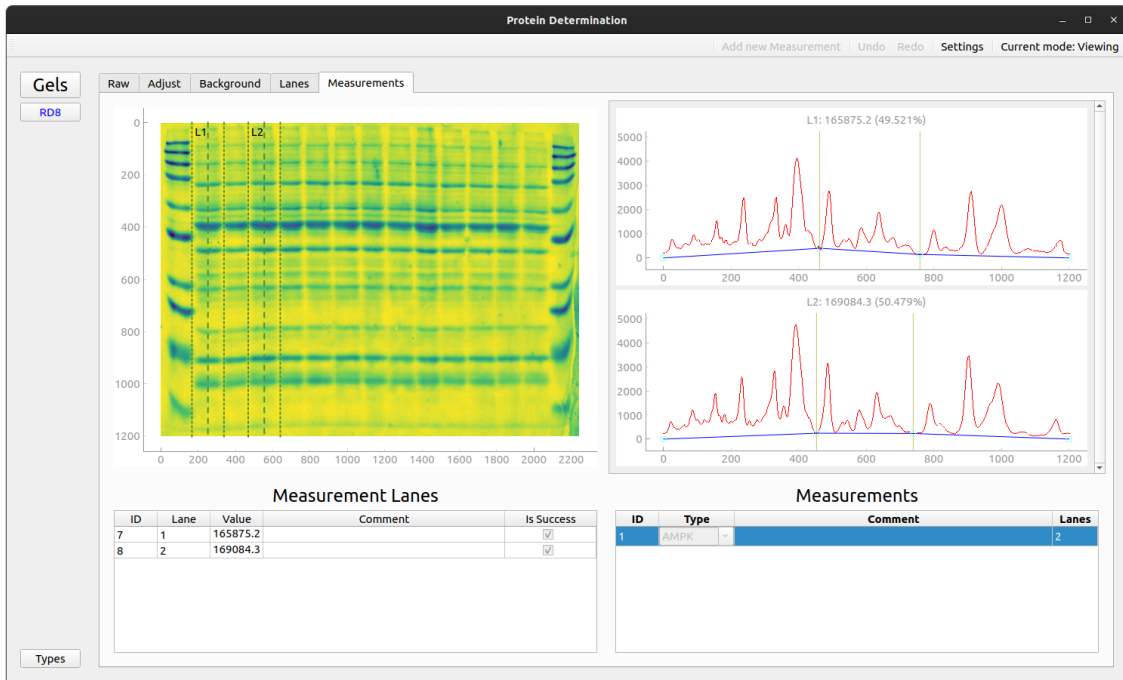 Protein Determination
Add new Measurement Undo Redo Settings Current mode: Viewing
Gels
RD8
Raw Adjust Background Lanes Measurements
L1 L2
0
200
400
600
800
1000
1200
0 200 400 600 800 1000 1200 1400 1600 1800 2000 2200
L1: 165875.2 (49.521%)
5000
4000
3000
2000
1000
0
0 200 400 600 800 1000 1200
L2: 169084.3 (50.479%)
5000
4000
3000
2000
1000
0
0 200 400 600 800 1000 1200
Measurement Lanes
ID Lane Value Comment Is Success
7 1 165875.2
8 2 169084.3
Measurements
ID Type Comment Lanes
1 AMPK 2
Types